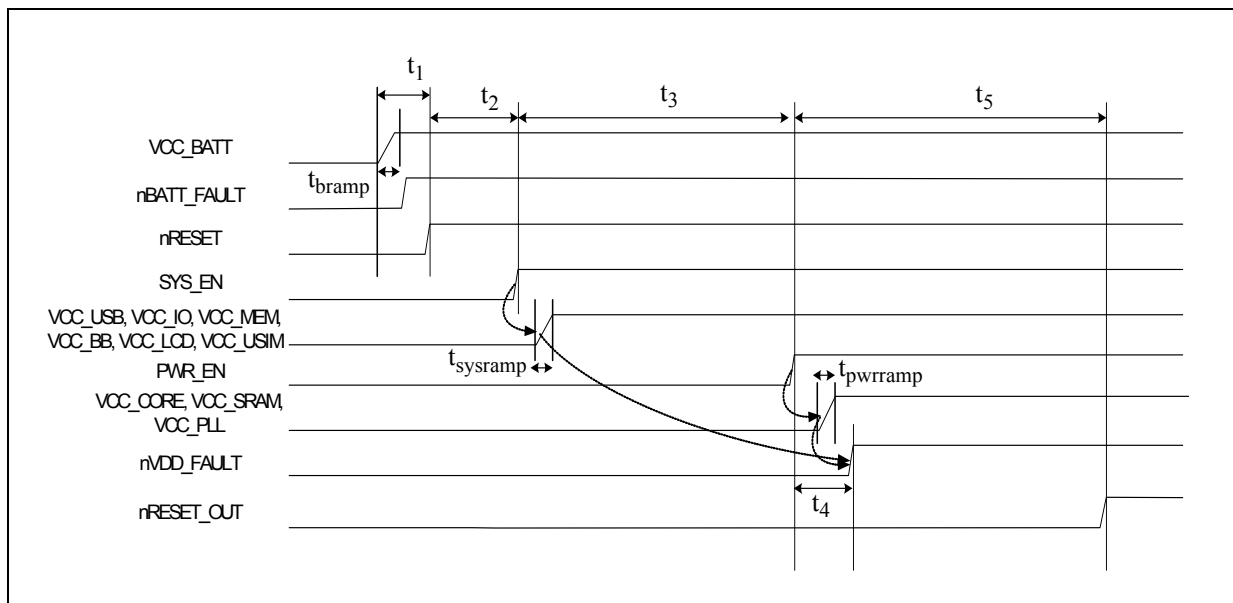 t1
t2
t3
t5
VCC_BATT
tbramp
nBATT_FAULT
nRESET
SYS_EN
VCC_USB, VCC_IO, VCC_MEM,
VCC_BB, VCC_LCD, VCC_USIM
tsysramp
PWR_EN
tpwrramp
VCC_CORE, VCC_SRAM,
VCC_PLL
nVDD_FAULT
t4
nRESET_OUT